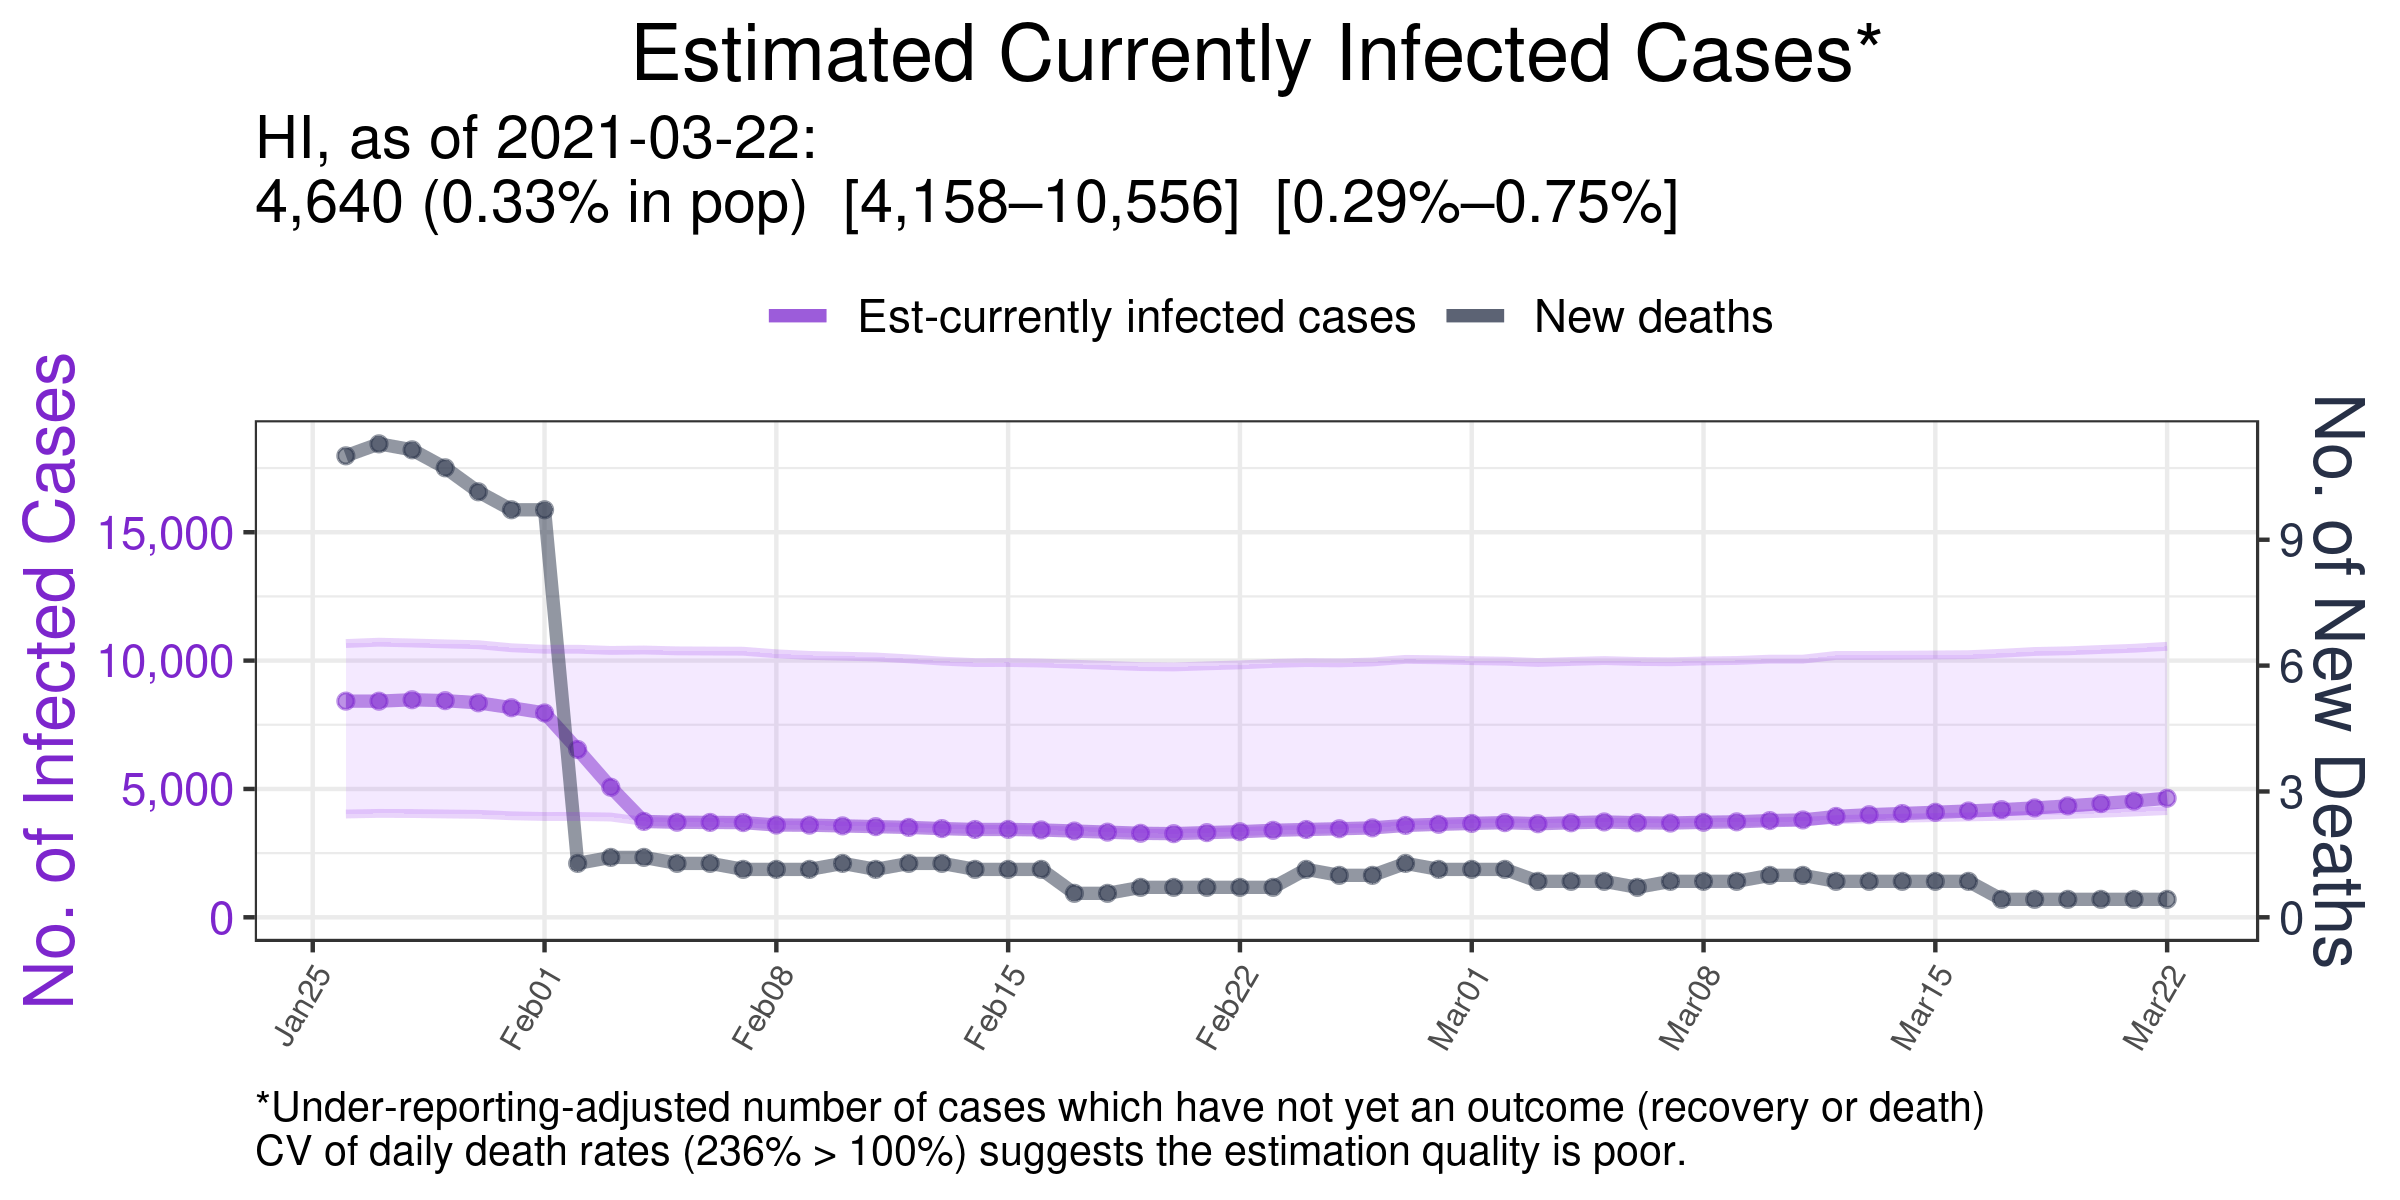 Estimated Currently Infected Cases*
HI, as of 2021-03-22:
4,640 (0.33% in pop)  [4,158–10,556]  [0.29%–0.75%]
Est-currently infected cases
New deaths
No. of Infected Cases
15,000
10,000
5,000
0
No. of New Deaths
9
6
3
0
Jan25
Feb01
Feb08
Feb15
Feb22
Mar01
Mar08
Mar15
Mar22
*Under-reporting-adjusted number of cases which have not yet an outcome (recovery or death)
CV of daily death rates (236% > 100%) suggests the estimation quality is poor.